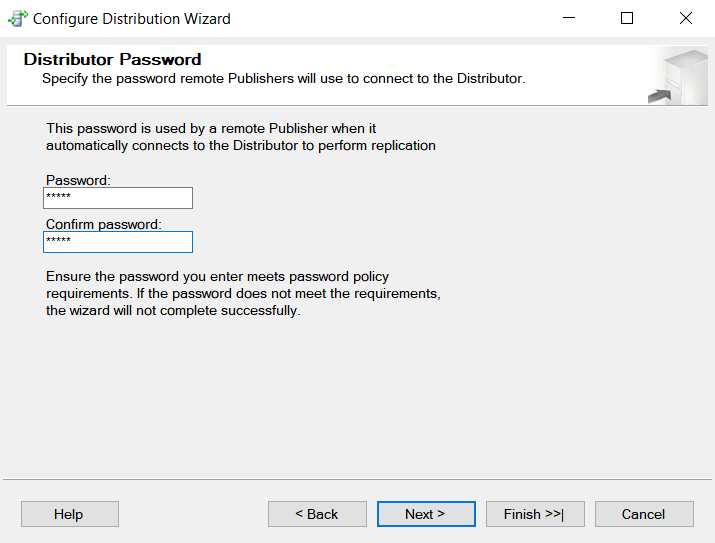 Configure Distribution Wizard
Distributor Password
Specify the password remote Publishers will use to connect to the Distributor.
This password is used by a remote Publisher when it
automatically connects to the Distributor to perform replication
Password:
*****
Confirm password:
*****
Ensure the password you enter meets password policy
requirements. If the password does not meet the requirements,
the wizard will not complete successfully.
Help
< Back
Next >
Finish >>|
Cancel